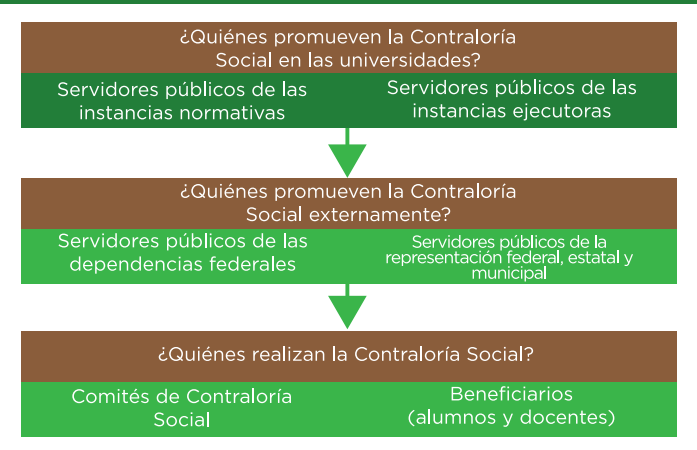 ¿Quiénes promueven la Contraloría
Social en las universidades?
Servidores públicos de las
instancias normativas
Servidores públicos de las
instancias ejecutoras
¿Quiénes promueven la Contraloría
Social externamente?
Servidores públicos de las
dependencias federales
Servidores públicos de la
representación federal, estatal y
municipal
¿Quiénes realizan la Contraloría Social?
Comités de Contraloría
Social
Beneficiarios
(alumnos y docentes)